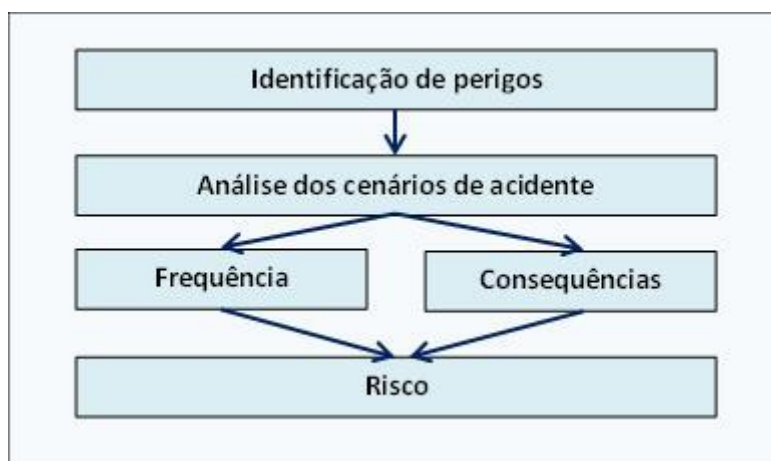 Identificação de perigos
Análise dos cenários de acidente
Frequência
Consequências
Risco